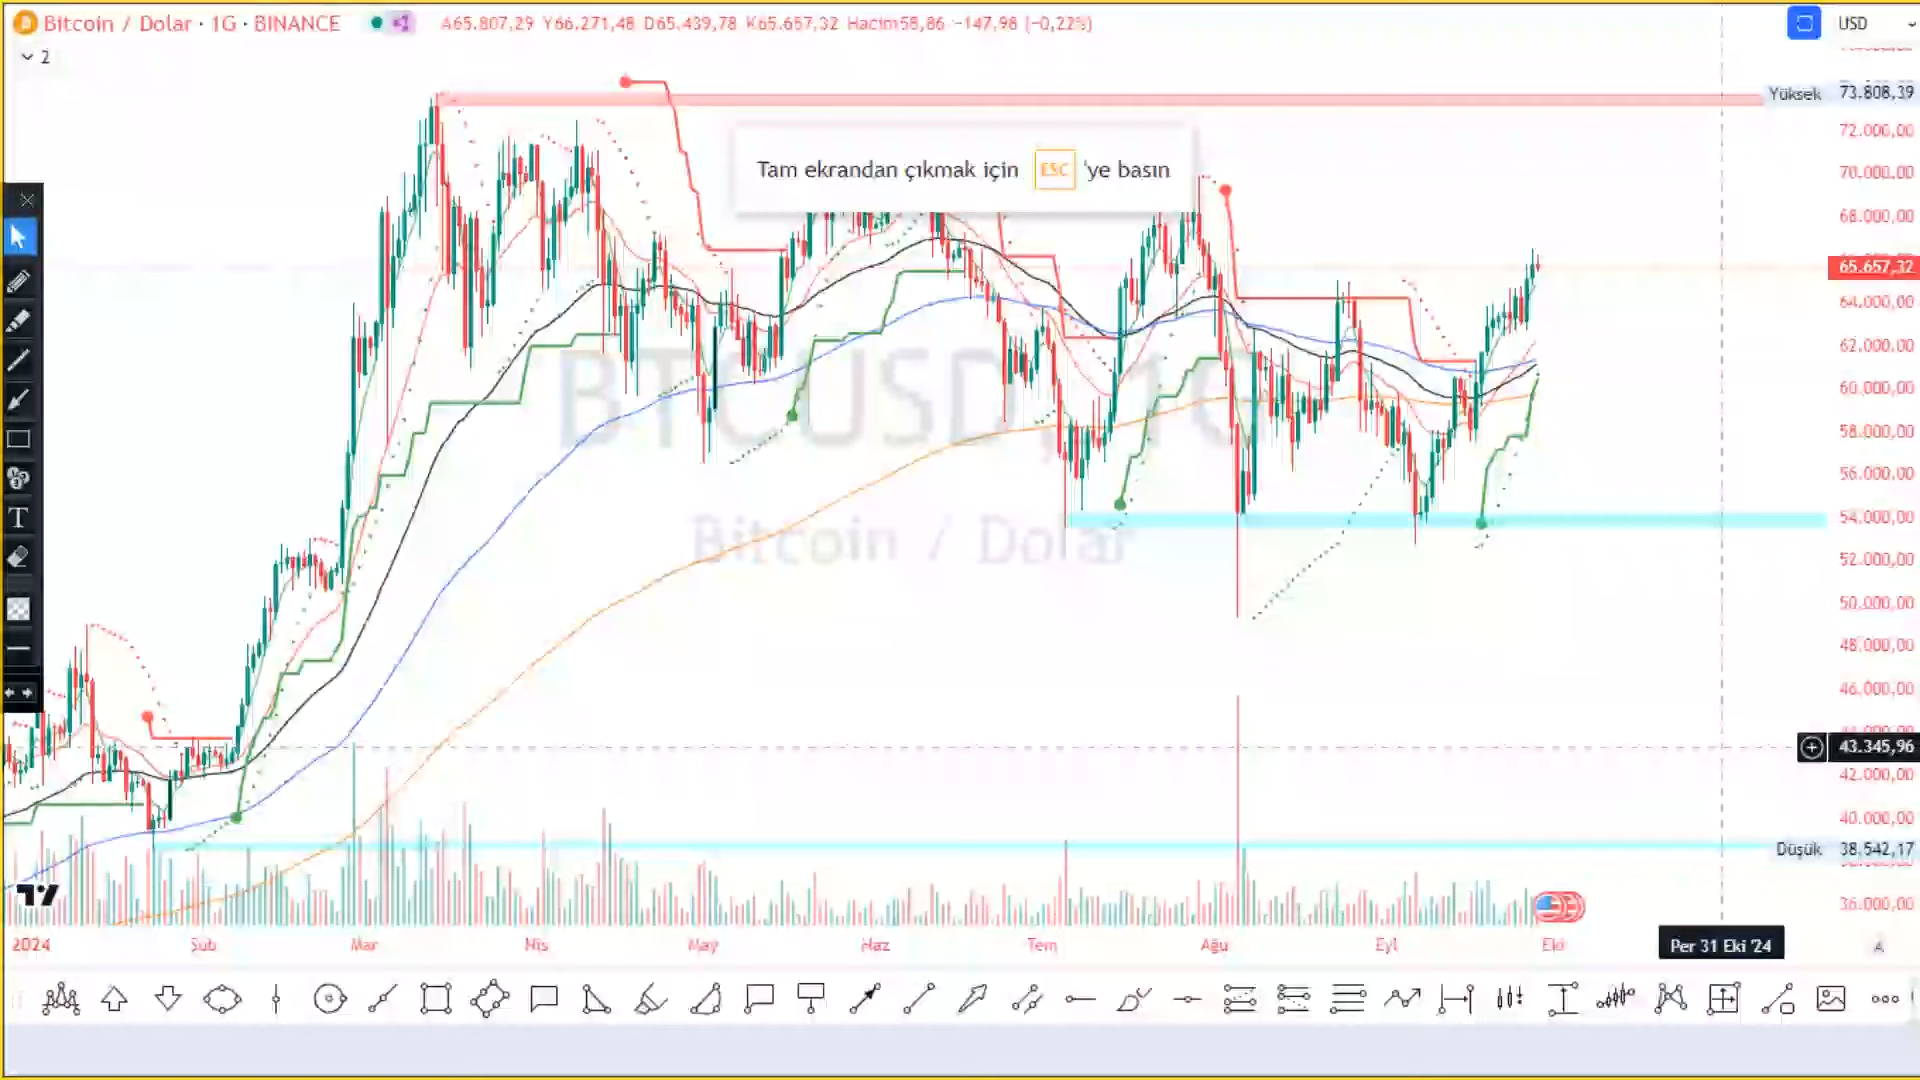 Bitcoin / Dolar · 1G · BINANCE A65.807,29 Y66.271,48 D65.439,78 K65.657,32 Hacim58,86 −147,98 (−0,22%) USD
2
Yüksek 73.808,39
72.000,00
Tam ekrandan çıkmak için ESC 'ye basın
70.000,00
68.000,00
65.657,32
64.000,00
62.000,00
60.000,00
BTCUSD, 1G
58.000,00
56.000,00
54.000,00
Bitcoin / Dolar
52.000,00
50.000,00
48.000,00
46.000,00
43.345,96
42.000,00
40.000,00
Düşük 38.542,17
36.000,00
2024 Şub Mar Nis May Haz Tem Ağu Eyl Eki Per 31 Eki '24 A
T